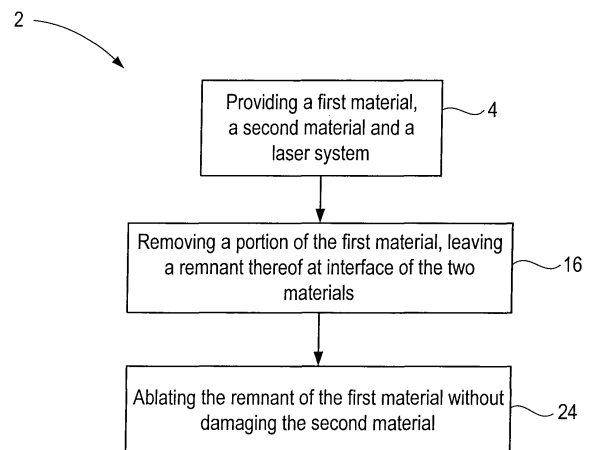 2
Providing a first material,
a second material and a
laser system
4
Removing a portion of the first material, leaving
a remnant thereof at interface of the two
materials
16
Ablating the remnant of the first material without
damaging the second material
24